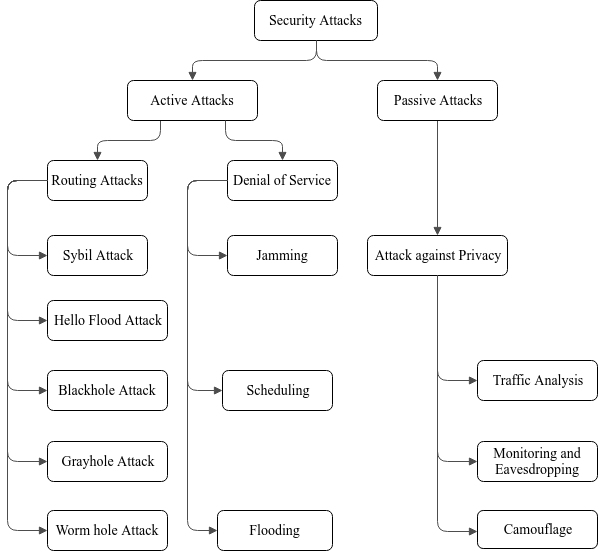 Security Attacks
Active Attacks
Passive Attacks
Routing Attacks
Denial of Service
Sybil Attack
Jamming
Attack against Privacy
Hello Flood Attack
Blackhole Attack
Scheduling
Traffic Analysis
Grayhole Attack
Monitoring and
Eavesdropping
Worm hole Attack
Flooding
Camouflage